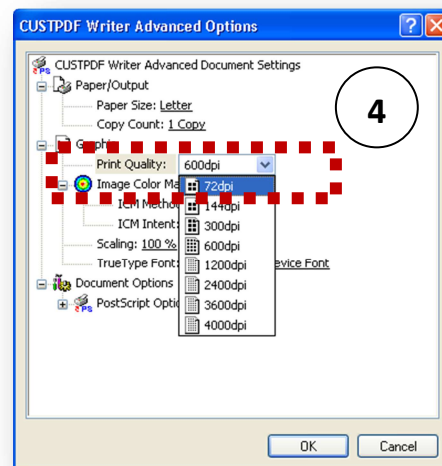 CUSTPDF Writer Advanced Options
CUSTPDF Writer Advanced Document Settings
Paper/Output
Paper Size: Letter
Copy Count: 1 Copy
4
Print Quality: 600dpi
Image Color Ma
72dpi
ICM Metho
144dpi
ICM Intent:
300dpi
Scaling: 100 %
600dpi
TrueType Font:
1200dpi
evice Font
Document Options
2400dpi
PostScript Optio
3600dpi
4000dpi
OK Cancel